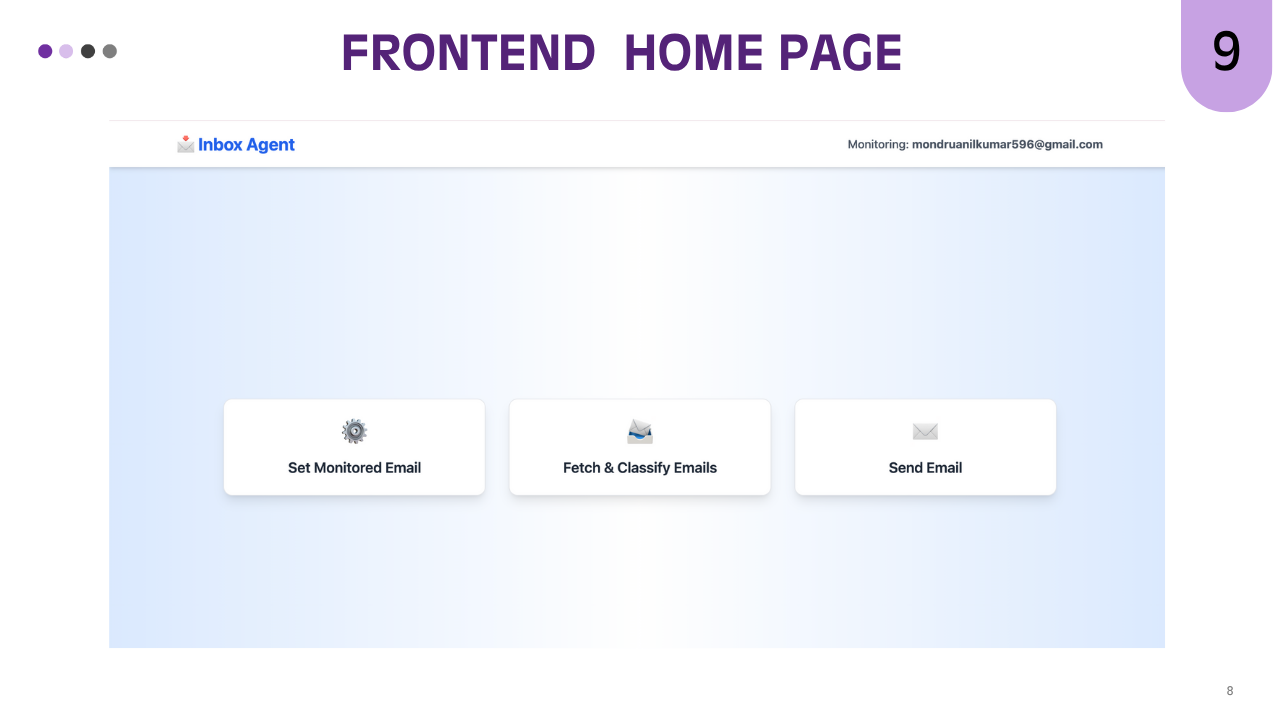 FRONTEND HOME PAGE
9
Inbox Agent
Monitoring: mondruanilkumar596@gmail.com
Set Monitored Email
Fetch & Classify Emails
Send Email
8